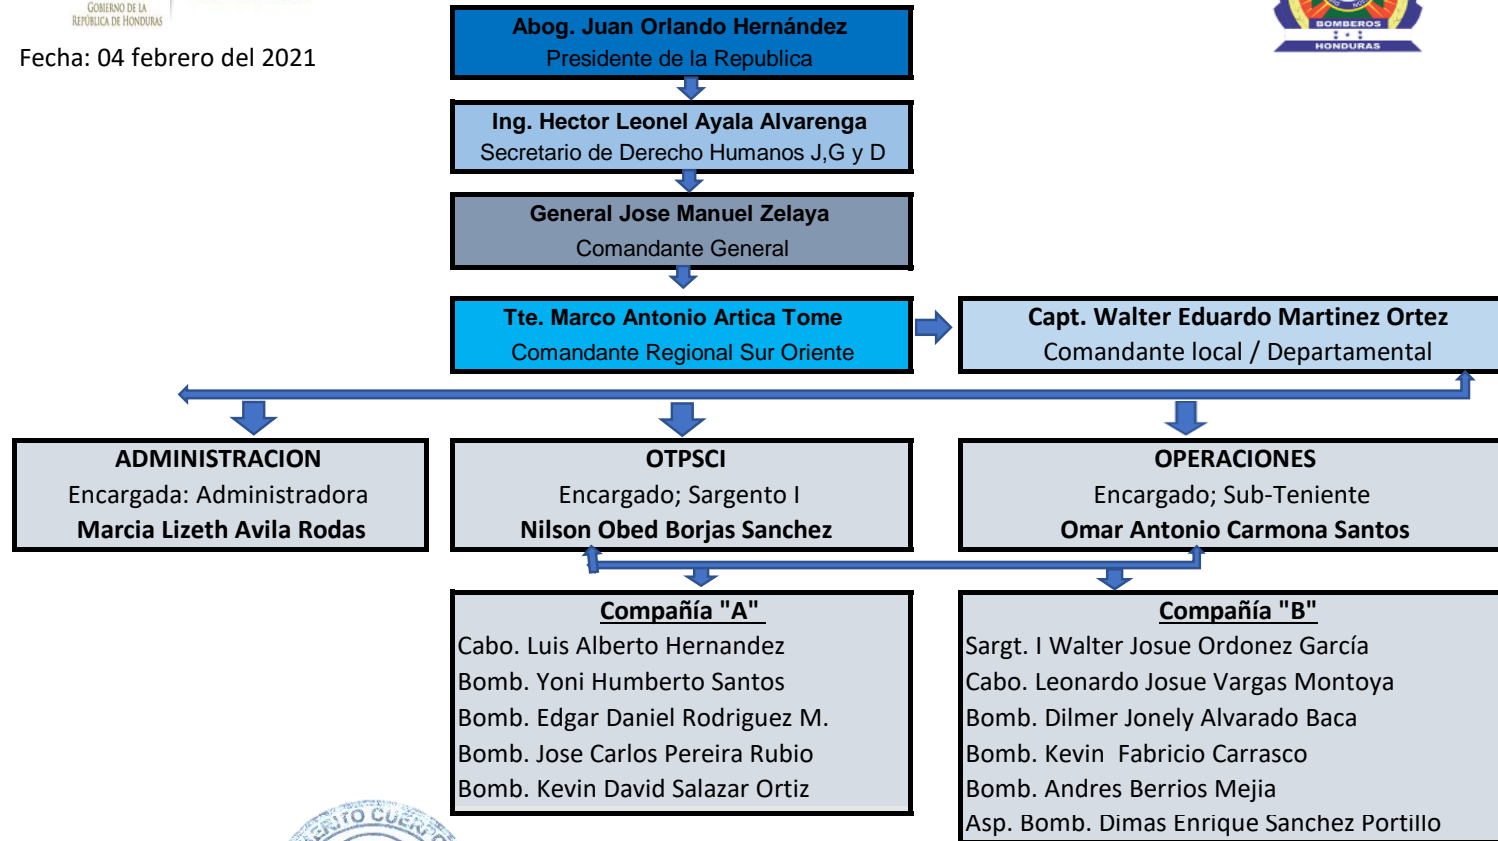 GOBIERNO DE LA
REPÚBLICA DE HONDURAS
Fecha: 04 febrero del 2021
BOMBEROS
HONDURAS
Abog. Juan Orlando Hernández
Presidente de la Republica
Ing. Hector Leonel Ayala Alvarenga
Secretario de Derecho Humanos J,G y D
General Jose Manuel Zelaya
Comandante General
Tte. Marco Antonio Artica Tome
Comandante Regional Sur Oriente
Capt. Walter Eduardo Martinez Ortez
Comandante local / Departamental
ADMINISTRACION
Encargada: Administradora
Marcia Lizeth Avila Rodas
OTPSCI
Encargado; Sargento I
Nilson Obed Borjas Sanchez
OPERACIONES
Encargado; Sub-Teniente
Omar Antonio Carmona Santos
Compañía "A"
Cabo. Luis Alberto Hernandez
Bomb. Yoni Humberto Santos
Bomb. Edgar Daniel Rodriguez M.
Bomb. Jose Carlos Pereira Rubio
Bomb. Kevin David Salazar Ortiz
Compañía "B"
Sargt. I Walter Josue Ordonez García
Cabo. Leonardo Josue Vargas Montoya
Bomb. Dilmer Jonely Alvarado Baca
Bomb. Kevin  Fabricio Carrasco
Bomb. Andres Berrios Mejia
Asp. Bomb. Dimas Enrique Sanchez Portillo